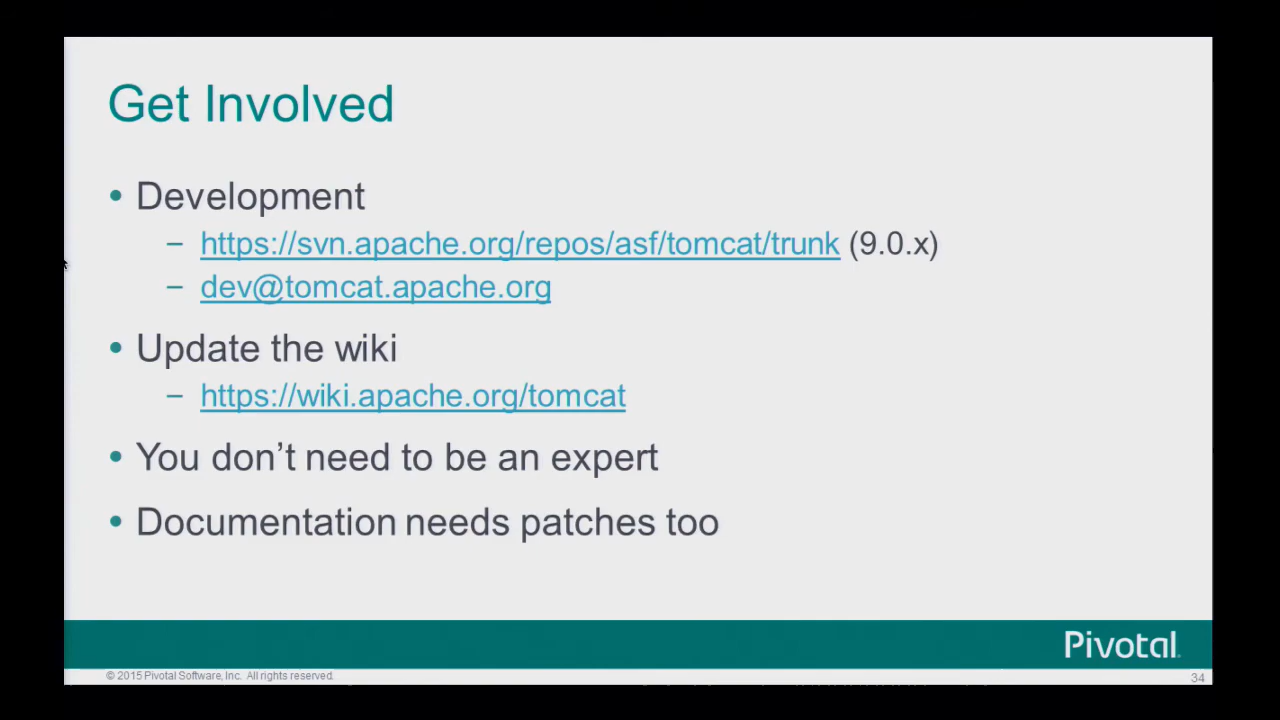 Get Involved
• Development
– https://svn.apache.org/repos/asf/tomcat/trunk (9.0.x)
– dev@tomcat.apache.org
• Update the wiki
– https://wiki.apache.org/tomcat
• You don’t need to be an expert
• Documentation needs patches too
Pivotal
© 2015 Pivotal Software, Inc. All rights reserved.
34